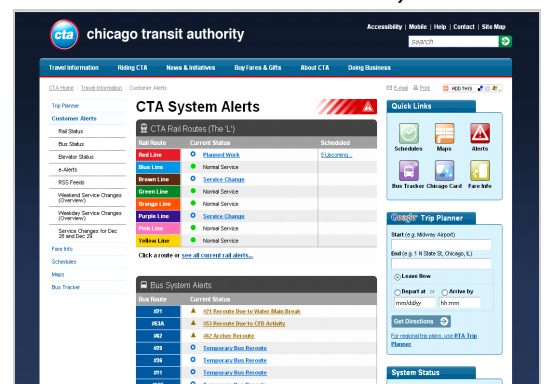 cta
chicago transit authority
Accessibility | Mobile | Help | Contact | Site Map
search
Travel Information
Riding CTA
News & Initiatives
Buy Fares & Gifts
About CTA
Doing Business
CTA Home
Travel Information
Customer Alerts
E-mail
Print
ADD THIS
Trip Planner
Customer Alerts
Rail Status
Bus Status
Elevator Status
e-Alerts
RSS Feeds
Weekend Service Changes
(Overview)
Weekday Service Changes
(Overview)
Service Changes for Dec
28 and Dec 29
Fare Info
Schedules
Maps
Bus Tracker
CTA System Alerts
CTA Rail Routes (The 'L')
Rail Route Current Status Scheduled
Red Line Planned Work 5 Upcoming...
Blue Line Normal Service
Brown Line Service Change
Green Line Normal Service
Orange Line Normal Service
Purple Line Service Change
Pink Line Normal Service
Yellow Line Normal Service
Click a route or see all current rail alerts...
Bus System Alerts
Bus Route Current Status
#21 #21 Reroute Due to Water Main Break
#53A #53 Reroute Due to CFD Activity
#62 #62 Archer Reroute
#29 Temporary Bus Reroute
#36 Temporary Bus Reroute
#11 Temporary Bus Reroute
Temporary Bus Reroute
Quick Links
Schedules Maps Alerts
Bus Tracker Chicago Card Fare Info
Google Trip Planner
Start (e.g. Midway Airport)
End (e.g. 1 N State St, Chicago, IL)
Leave Now
Depart at or Arrive by
mm/dd/yy hh:mm
Get Directions
For regional trip plans, use RTA Trip
Planner
System Status